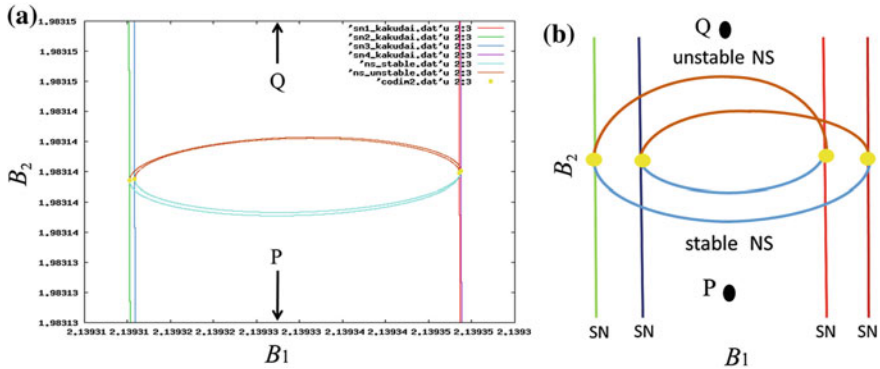 (a)
1.98315
1.98315
1.98314
1.98314
1.98314
1.98314
1.98314
1.98313
1.98313
'sn1_kakudai.dat'u 2:3
'sn2_kakudai.dat'u 2:3
'sn3_kakudai.dat'u 2:3
'sn4_kakudai.dat'u 2:3
'ns_stable.dat'u 2:3
'ns_unstable.dat'u 2:3
'codim2.dat'u 2:3
Q
P
B2
2.13931 2.13931 2.13932 2.13932 2.13933 2.13933 2.13934 2.13934 2.13935 2.13935 2.1393
B1
(b)
Q
unstable NS
B2
stable NS
P
SN SN SN SN
B1